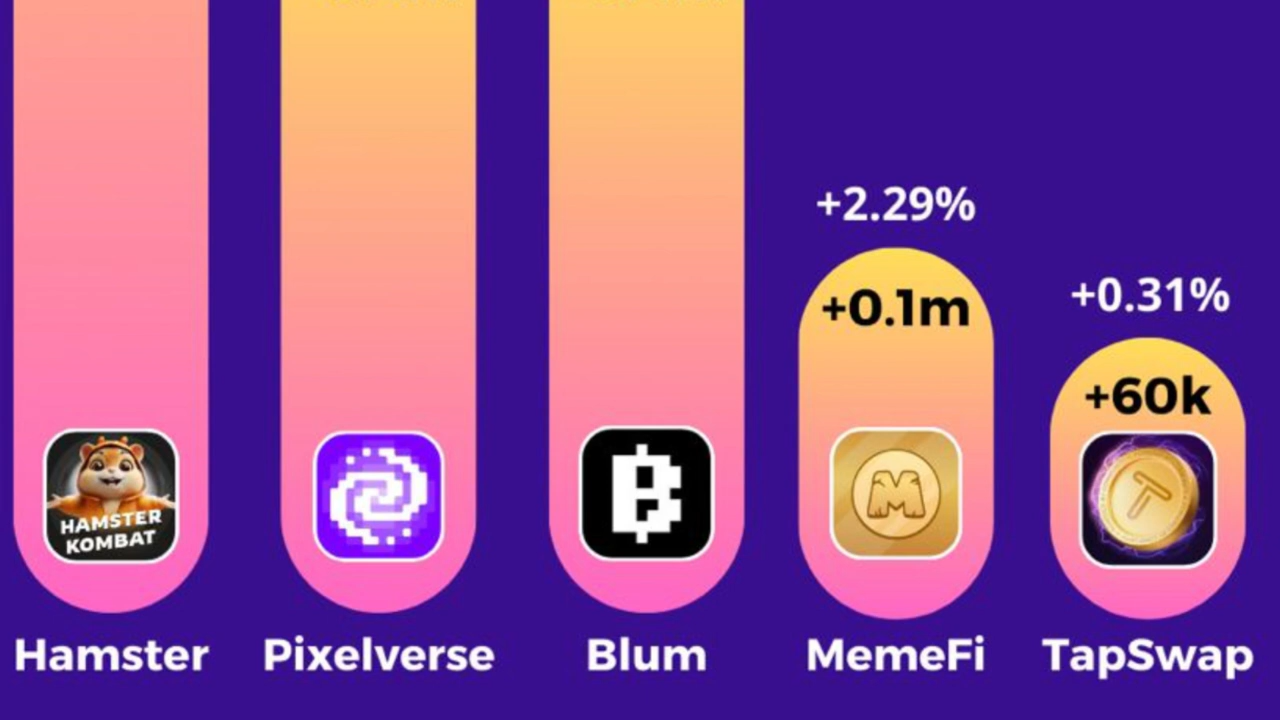 +2.29%
+0.1m
+0.31%
+60k
HAMSTER
KOMBAT
M
T
Hamster
Pixelverse
Blum
MemeFi
TapSwap